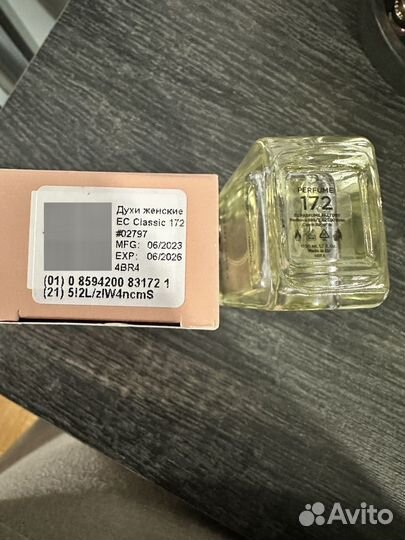 Духи женские
EC Classic 172
#02797
MFG: 06/2023
EXP: 06/2026
4BR4
(01) 0 8594200 83172 1
(21) 5!2L/zIW4ncmS
PERFUME
172
Avito